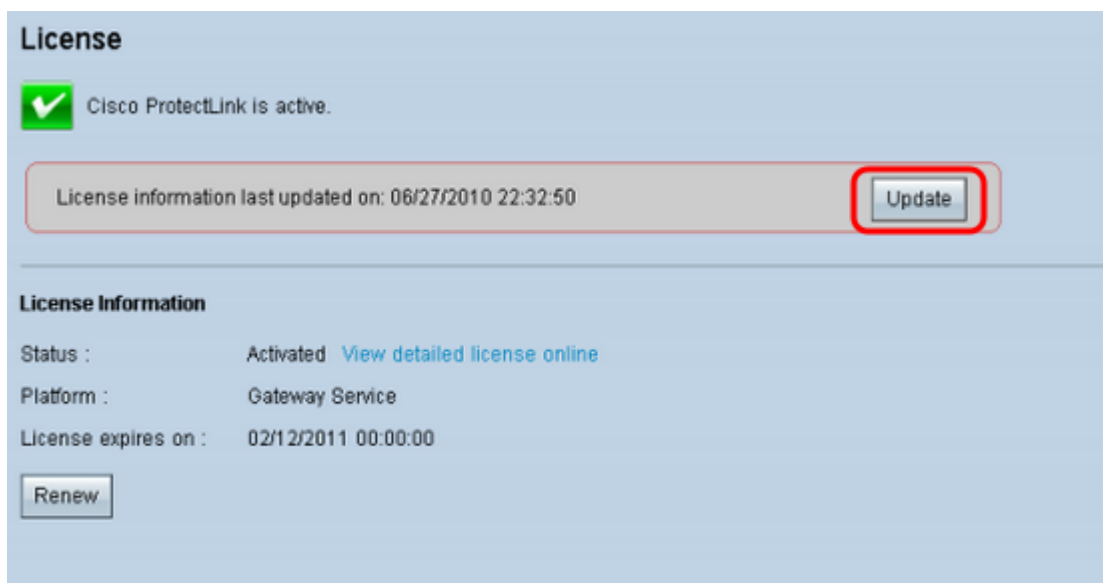 License
Cisco ProtectLink is active.
License information last updated on: 06/27/2010 22:32:50 Update
License Information
Status : Activated View detailed license online
Platform : Gateway Service
License expires on : 02/12/2011 00:00:00
Renew